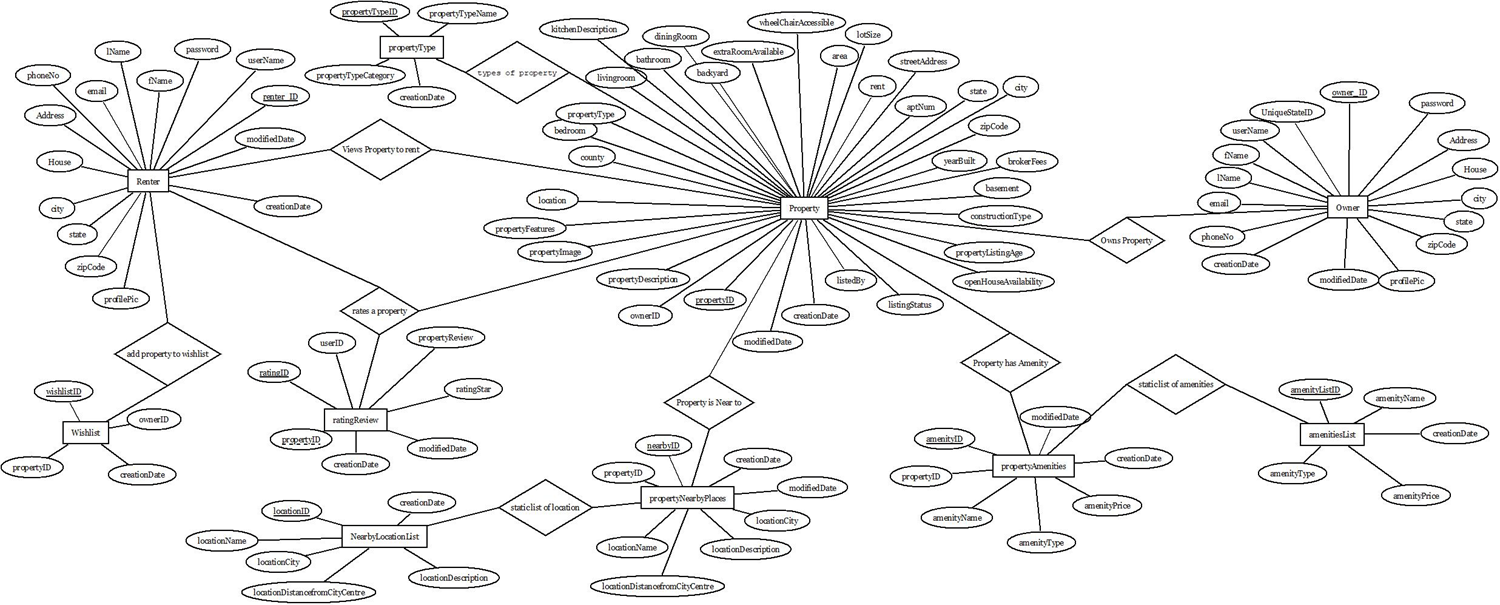 propertyTypeID
propertyTypeName
propertyType
propertyTypeCategory
creationDate
types of property
lName
password
phoneNo
fName
userName
email
renter_ID
Address
modifiedDate
House
Renter
city
creationDate
state
zipCode
profilePic
Views Property to rent
kitchenDescription
diningRoom
wheelChairAccessible
lotSize
bathroom
extraRoomAvailable
area
streetAddress
livingroom
backyard
rent
state
city
propertyType
aptNum
bedroom
zipCode
county
yearBuilt
brokerFees
location
basement
Property
constructionType
propertyFeatures
propertyImage
propertyListingAge
propertyDescription
listedBy
openHouseAvailability
propertyID
listingStatus
ownerID
creationDate
modifiedDate
Owns Property
owner_ID
UniqueStateID
password
userName
Address
fName
lName
House
email
Owner
city
phoneNo
state
zipCode
creationDate
modifiedDate
profilePic
add property to wishlist
wishlistID
ownerID
Wishlist
propertyID
creationDate
rates a property
userID
propertyReview
ratingID
ratingStar
ratingReview
propertyID
modifiedDate
creationDate
Property is Near to
nearbyID
propertyID
creationDate
modifiedDate
propertyNearbyPlaces
locationCity
locationName
locationDescription
locationDistancefromCityCentre
static list of location
creationDate
locationID
locationName
NearbyLocationList
locationCity
locationDescription
locationDistancefromCityCentre
Property has Amenity
modifiedDate
amenityID
creationDate
propertyAmenities
propertyID
amenityName
amenityPrice
amenityType
static list of amenities
amenityListID
amenityName
amenitiesList
creationDate
amenityType
amenityPrice